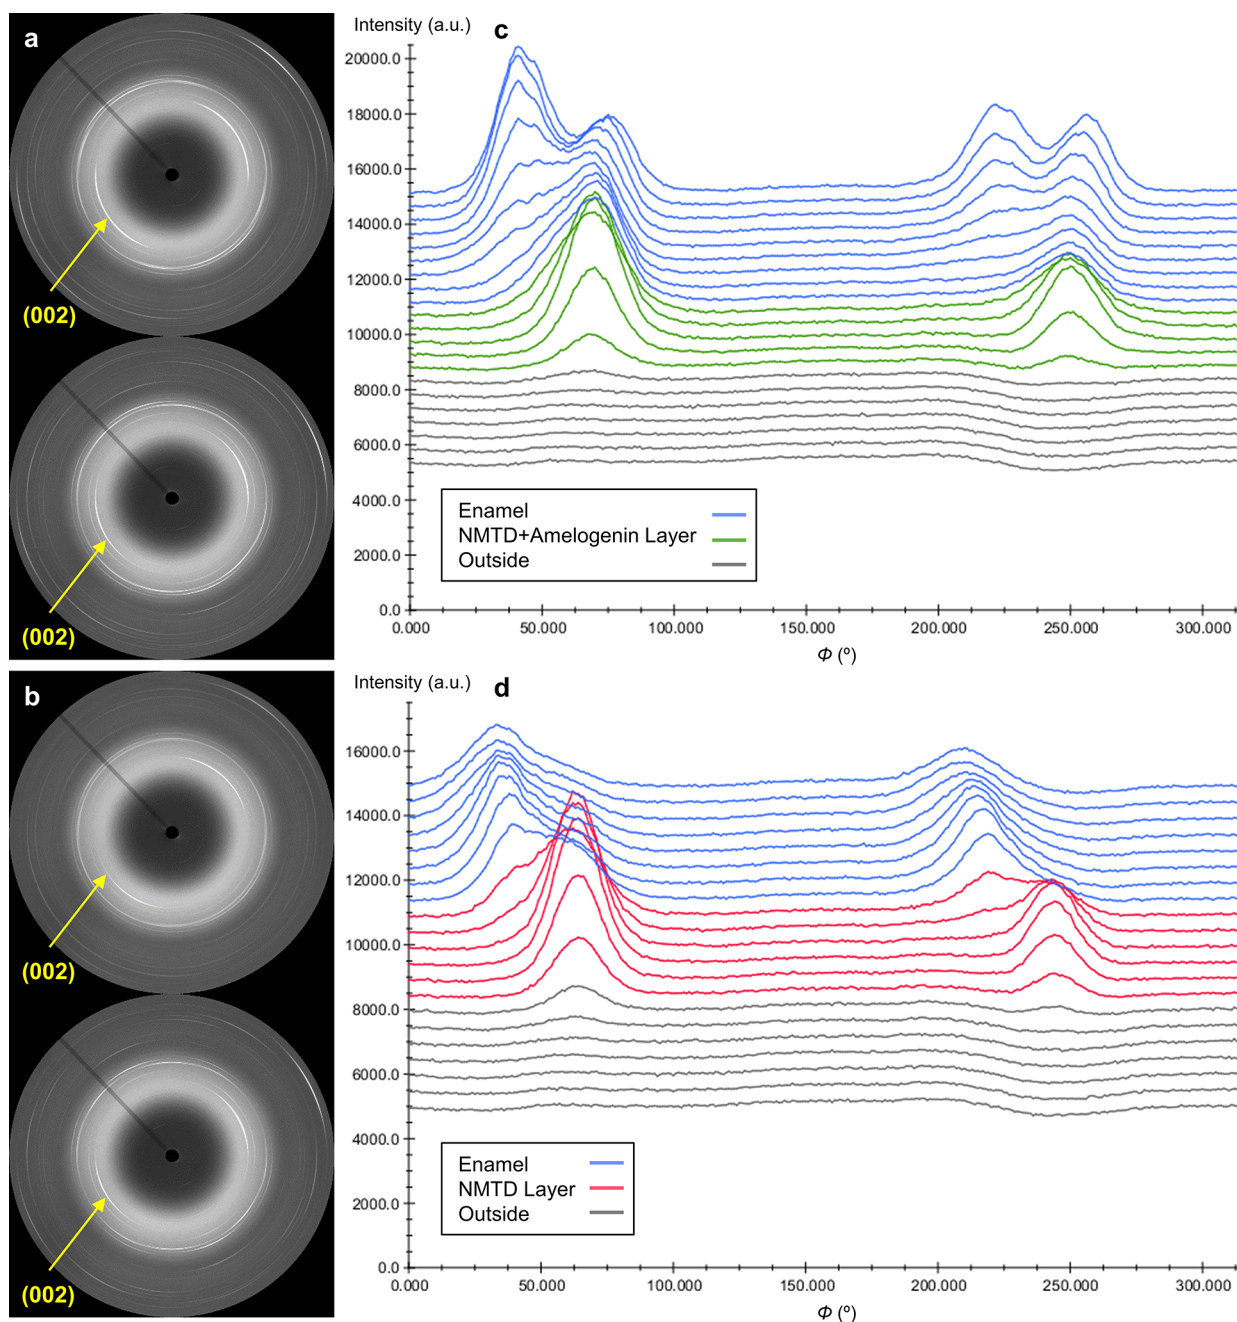 a
(002)
(002)
Intensity (a.u.)
c
20000.0
18000.0
16000.0
14000.0
12000.0
10000.0
8000.0
6000.0
4000.0
2000.0
0.0
Enamel
NMTD+Amelogenin Layer
Outside
0.000 50.000 100.000 150.000 200.000 250.000 300.000
Φ (º)
b
(002)
(002)
Intensity (a.u.)
d
16000.0
14000.0
12000.0
10000.0
8000.0
6000.0
4000.0
2000.0
0.0
Enamel
NMTD Layer
Outside
0.000 50.000 100.000 150.000 200.000 250.000 300.000
Φ (º)